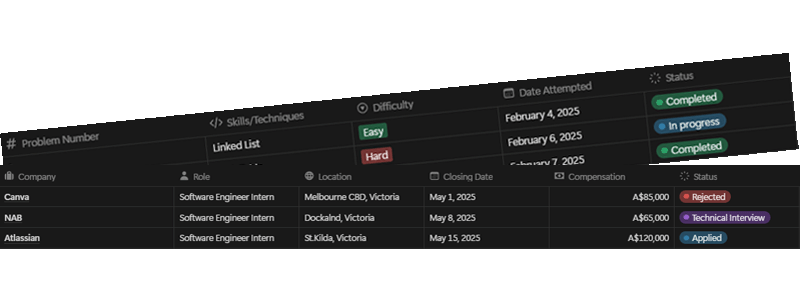 # Problem Number </> Skills/Techniques Difficulty Date Attempted Status
Linked List Easy February 4, 2025 Completed
Hard February 6, 2025 In progress
February 7, 2025 Completed
Company Role Location Closing Date Compensation Status
Canva Software Engineer Intern Melbourne CBD, Victoria May 1, 2025 A$85,000 Rejected
NAB Software Engineer Intern Dockalnd, Victoria May 8, 2025 A$65,000 Technical Interview
Atlassian Software Engineer Intern St.Kilda, Victoria May 15, 2025 A$120,000 Applied